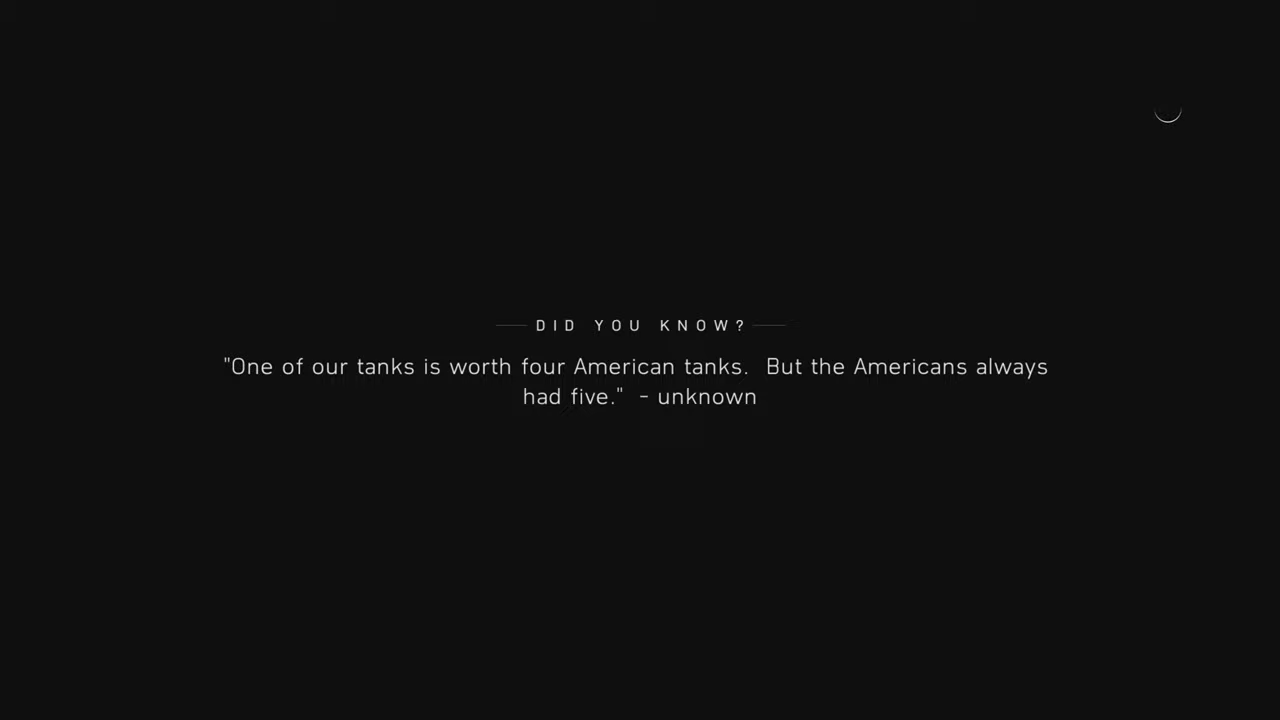 DID YOU KNOW?
"One of our tanks is worth four American tanks.  But the Americans always
had five."  - unknown